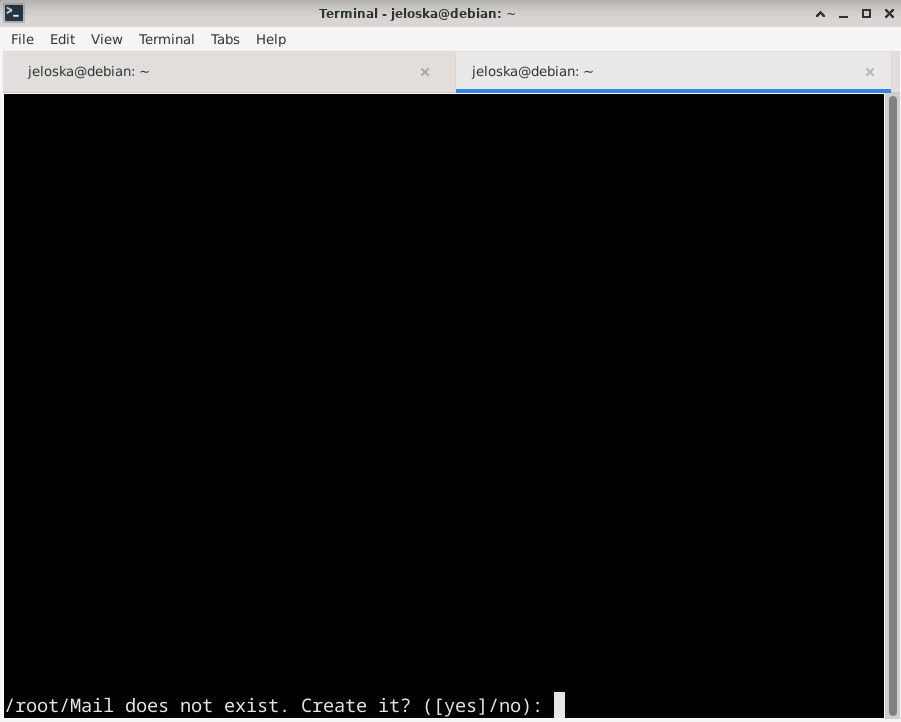 Terminal - jeloska@debian: ~
File Edit View Terminal Tabs Help
jeloska@debian: ~ jeloska@debian: ~
/root/Mail does not exist. Create it? ([yes]/no):